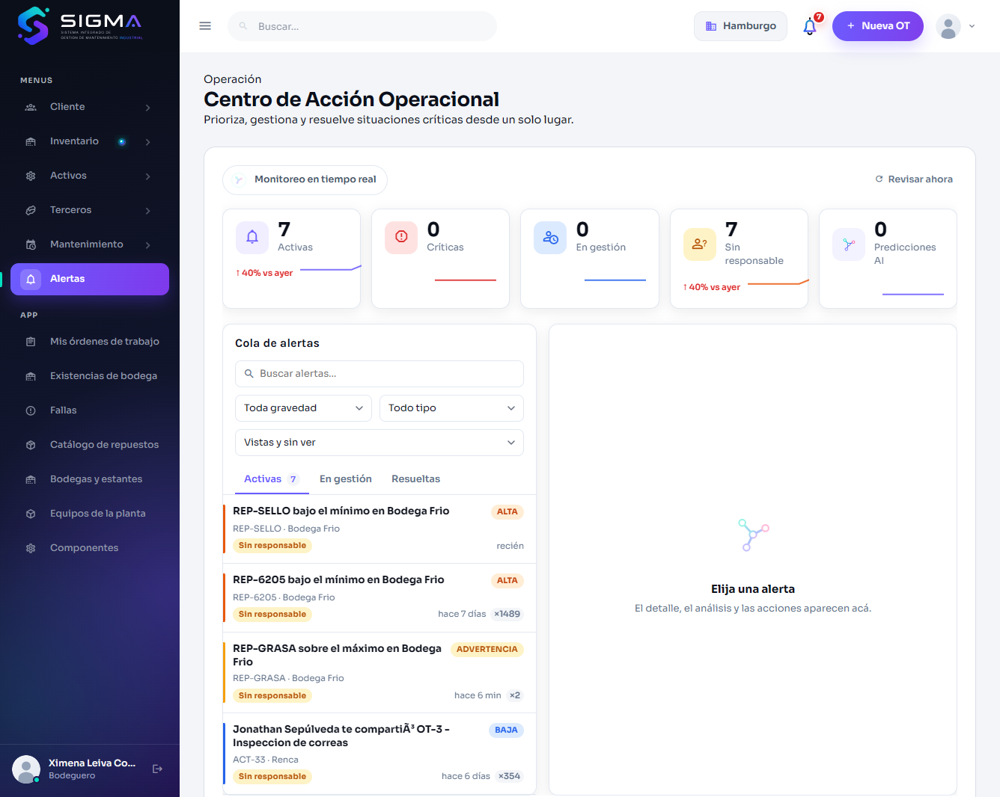 SIGMA
SISTEMA INTEGRADO DE
GESTION DE MANTENIMIENTO INDUSTRIAL
Buscar...
Hamburgo
7
+ Nueva OT
MENUS
Cliente
Inventario
Activos
Terceros
Mantenimiento
Alertas
APP
Mis órdenes de trabajo
Existencias de bodega
Fallas
Catálogo de repuestos
Bodegas y estantes
Equipos de la planta
Componentes
Ximena Leiva Co...
Bodeguero
Operación
Centro de Acción Operacional
Prioriza, gestiona y resuelve situaciones críticas desde un solo lugar.
Monitoreo en tiempo real
Revisar ahora
7
Activas
↑ 40% vs ayer
0
Críticas
0
En gestión
7
Sin
responsable
↑ 40% vs ayer
0
Predicciones
AI
Cola de alertas
Buscar alertas...
Toda gravedad
Todo tipo
Vistas y sin ver
Activas 7
En gestión
Resueltas
REP-SELLO bajo el mínimo en Bodega Frio
ALTA
REP-SELLO · Bodega Frio
Sin responsable
recién
REP-6205 bajo el mínimo en Bodega Frio
ALTA
REP-6205 · Bodega Frio
Sin responsable
hace 7 días ×1489
REP-GRASA sobre el máximo en Bodega
Frio
ADVERTENCIA
REP-GRASA · Bodega Frio
Sin responsable
hace 6 min ×2
Jonathan Sepúlveda te compartiÃ³ OT-3 -
Inspeccion de correas
BAJA
ACT-33 · Renca
Sin responsable
hace 6 días ×354
Elija una alerta
El detalle, el análisis y las acciones aparecen acá.